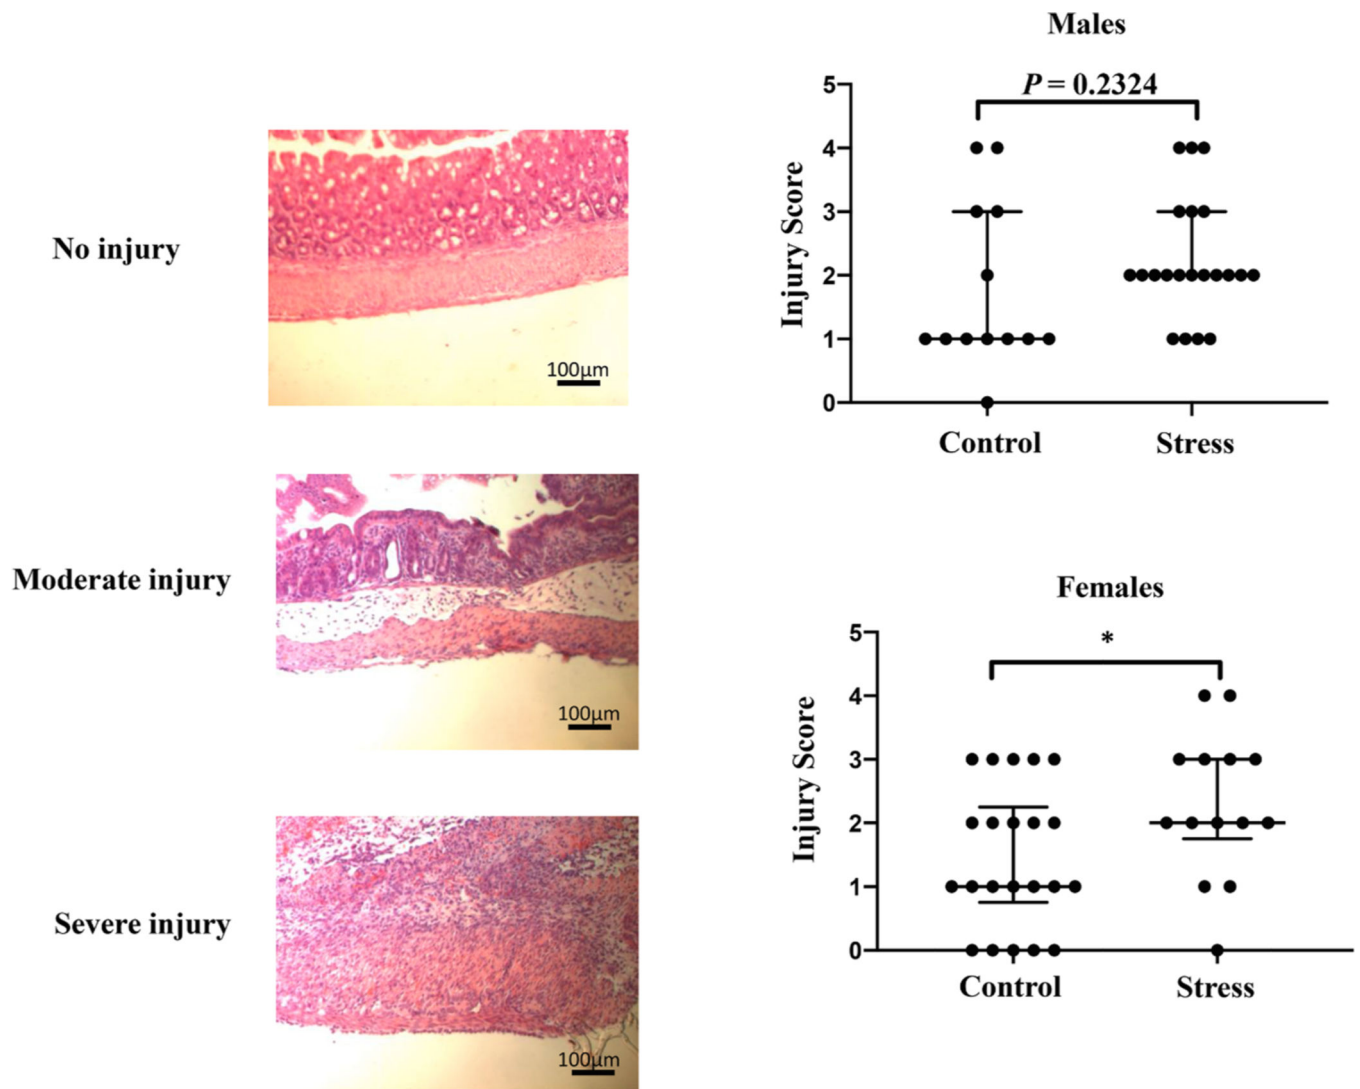 No injury
100µm
Moderate injury
100µm
Severe injury
100µm
Males
P = 0.2324
Injury Score
5
4
3
2
1
0
Control
Stress
Females
*
Injury Score
5
4
3
2
1
0
Control
Stress